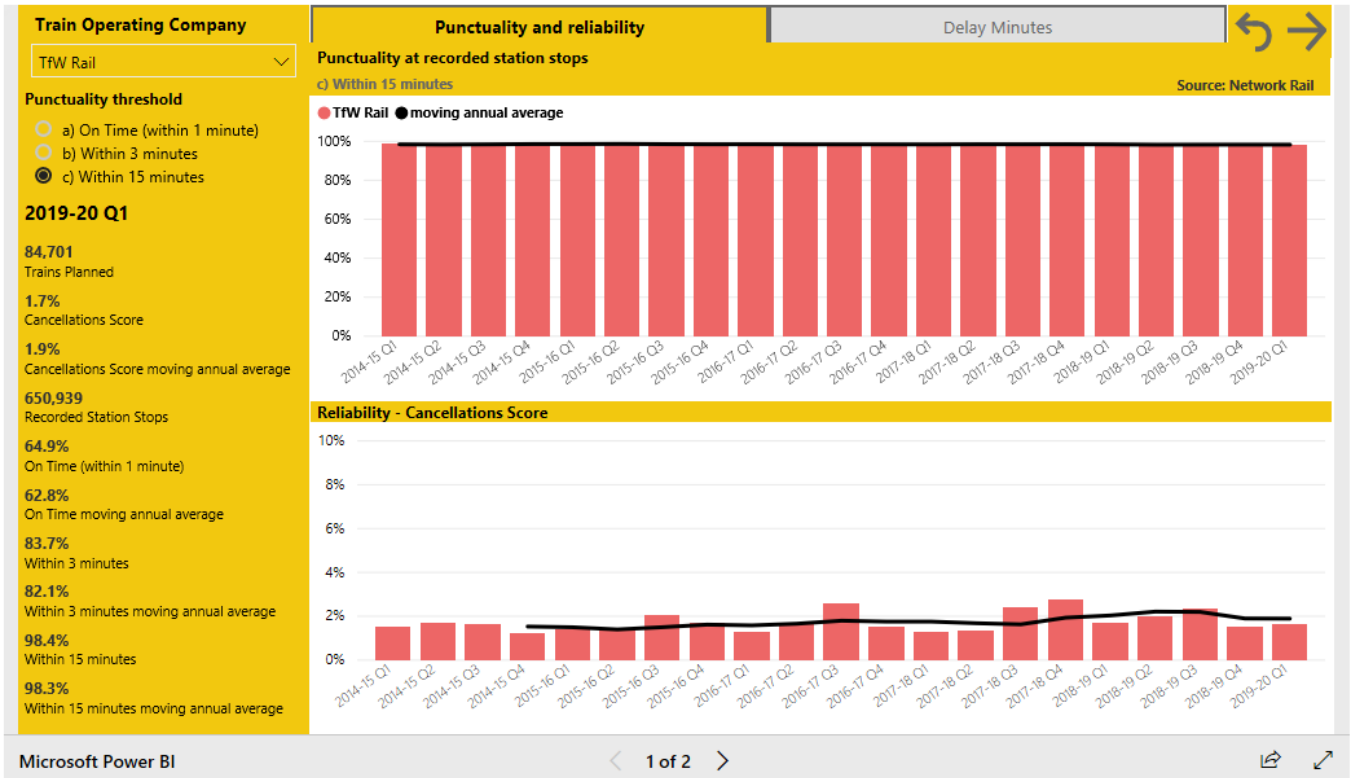 Train Operating Company
TfW Rail
Punctuality threshold
a) On Time (within 1 minute)
b) Within 3 minutes
c) Within 15 minutes
2019-20 Q1
84,701
Trains Planned
1.7%
Cancellations Score
1.9%
Cancellations Score moving annual average
650,939
Recorded Station Stops
64.9%
On Time (within 1 minute)
62.8%
On Time moving annual average
83.7%
Within 3 minutes
82.1%
Within 3 minutes moving annual average
98.4%
Within 15 minutes
98.3%
Within 15 minutes moving annual average
Punctuality and reliability
Delay Minutes
Punctuality at recorded station stops
c) Within 15 minutes
Source: Network Rail
TfW Rail moving annual average
100%
80%
60%
40%
20%
0%
2014-15 Q1
2014-15 Q2
2014-15 Q3
2014-15 Q4
2015-16 Q1
2015-16 Q2
2015-16 Q3
2015-16 Q4
2016-17 Q1
2016-17 Q2
2016-17 Q3
2016-17 Q4
2017-18 Q1
2017-18 Q2
2017-18 Q3
2017-18 Q4
2018-19 Q1
2018-19 Q2
2018-19 Q3
2018-19 Q4
2019-20 Q1
Reliability - Cancellations Score
10%
8%
6%
4%
2%
0%
2014-15 Q1
2014-15 Q2
2014-15 Q3
2014-15 Q4
2015-16 Q1
2015-16 Q2
2015-16 Q3
2015-16 Q4
2016-17 Q1
2016-17 Q2
2016-17 Q3
2016-17 Q4
2017-18 Q1
2017-18 Q2
2017-18 Q3
2017-18 Q4
2018-19 Q1
2018-19 Q2
2018-19 Q3
2018-19 Q4
2019-20 Q1
Microsoft Power BI
1 of 2